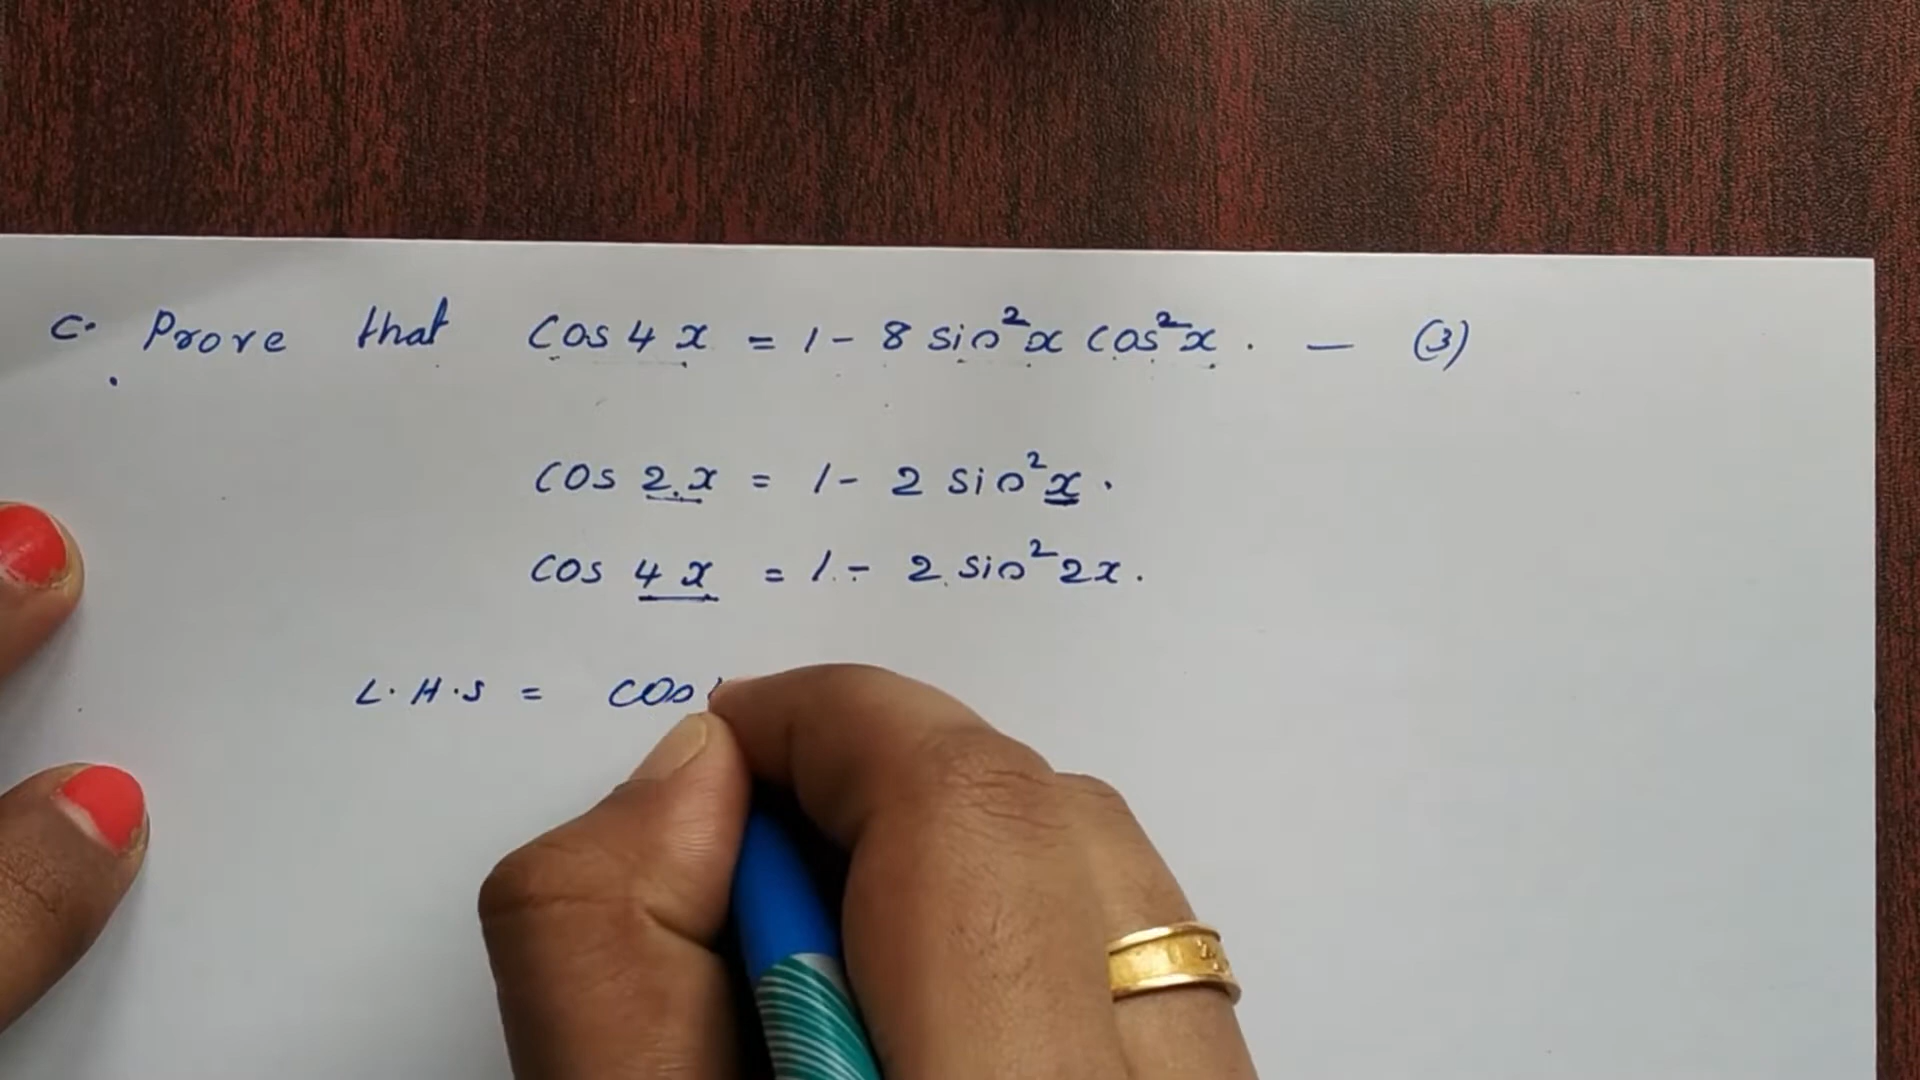 C. Prove that Cos 4x = 1 - 8 sin²x cos²x. — (3)
cos 2x = 1 - 2 sin²x.
cos 4x = 1 - 2 sin²2x.
L.H.S = cos